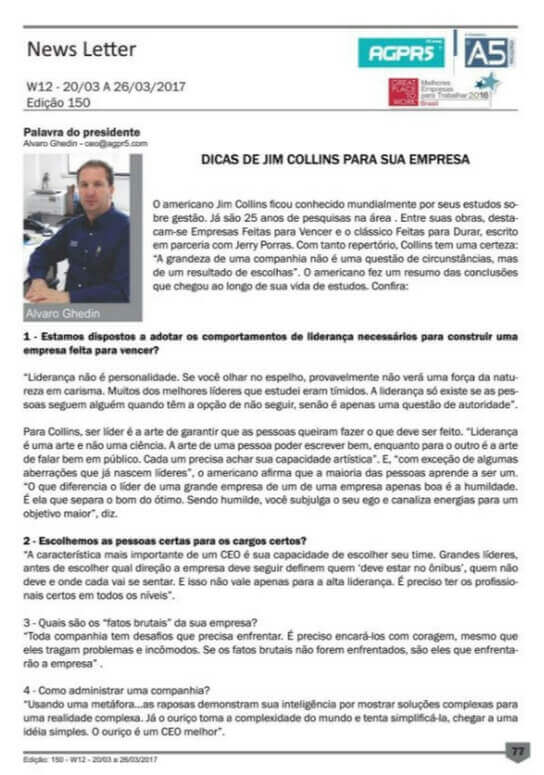 News Letter
AGPR5
A5
W12 - 20/03 A 26/03/2017
Edição 150
GREAT PLACE TO WORK
Melhores Empresas para Trabalhar 2016
Brasil
Palavra do presidente
Alvaro Ghedin - ceo@agpr5.com
DICAS DE JIM COLLINS PARA SUA EMPRESA
O americano Jim Collins ficou conhecido mundialmente por seus estudos so-
bre gestão. Já são 25 anos de pesquisas na área . Entre suas obras, desta-
cam-se Empresas Feitas para Vencer e o clássico Feitas para Durar, escrito
em parceria com Jerry Porras. Com tanto repertório, Collins tem uma certeza:
“A grandeza de uma companhia não é uma questão de circunstâncias, mas
de um resultado de escolhas”. O americano fez um resumo das conclusões
que chegou ao longo de sua vida de estudos. Confira:
Alvaro Ghedin
1 - Estamos dispostos a adotar os comportamentos de liderança necessários para construir uma
empresa feita para vencer?
“Liderança não é personalidade. Se você olhar no espelho, provavelmente não verá uma força da natu-
reza em carisma. Muitos dos melhores líderes que estudei eram tímidos. A liderança só existe se as pes-
soas seguem alguém quando têm a opção de não seguir, senão é apenas uma questão de autoridade”.
Para Collins, ser líder é a arte de garantir que as pessoas queiram fazer o que deve ser feito. “Liderança
é uma arte e não uma ciência. A arte de uma pessoa poder escrever bem, enquanto para o outro é a arte
de falar bem em público. Cada um precisa achar sua capacidade artística”. E, “com exceção de algumas
aberrações que já nascem líderes”, o americano afirma que a maioria das pessoas aprende a ser um.
“O que diferencia o líder de uma grande empresa de um de uma empresa apenas boa é a humildade.
É ela que separa o bom do ótimo. Sendo humilde, você subjulga o seu ego e canaliza energias para um
objetivo maior”, diz.
2 - Escolhemos as pessoas certas para os cargos certos?
“A característica mais importante de um CEO é sua capacidade de escolher seu time. Grandes líderes,
antes de escolher qual direção a empresa deve seguir definem quem ‘deve estar no ônibus’, quem não
deve e onde cada vai se sentar. E isso não vale apenas para a alta liderança. É preciso ter os profissio-
nais certos em todos os níveis”.
3 - Quais são os “fatos brutais” da sua empresa?
“Toda companhia tem desafios que precisa enfrentar. É preciso encará-los com coragem, mesmo que
eles tragam problemas e incômodos. Se os fatos brutais não forem enfrentados, são eles que enfrenta-
rão a empresa” .
4 - Como administrar uma companhia?
“Usando uma metáfora...as raposas demonstram sua inteligência por mostrar soluções complexas para
uma realidade complexa. Já o ouriço toma a complexidade do mundo e tenta simplificá-la, chegar a uma
idéia simples. O ouriço é um CEO melhor”.
77
Edição: 150 - W12 - 20/03 a 26/03/2017